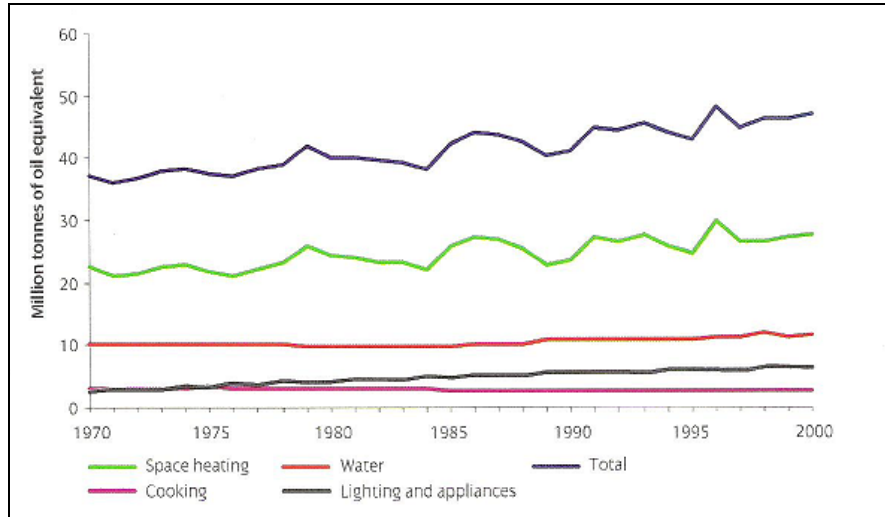 60
50
40
30
20
10
0
Million tonnes of oil equivalent
1970 1975 1980 1985 1990 1995 2000
Space heating Water Total
Cooking Lighting and appliances